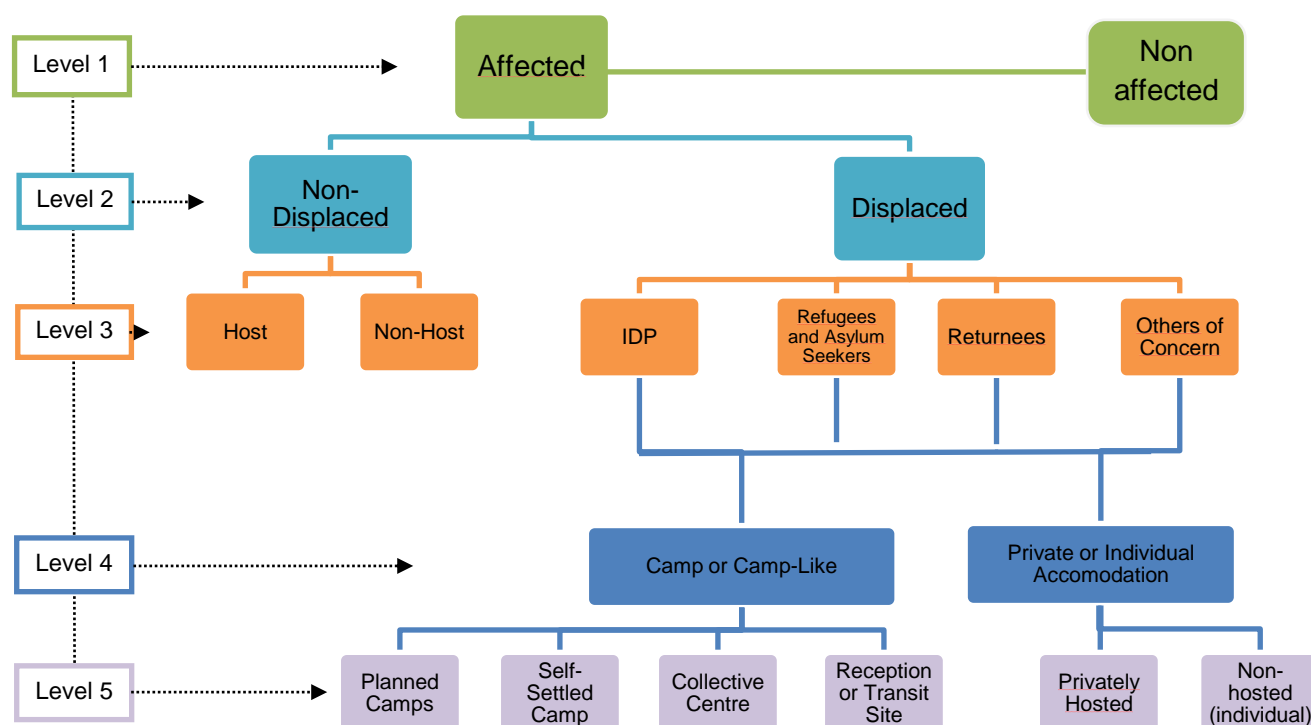 Level 1
Affected
Non
affected
Level 2
Non-
Displaced
Displaced
Level 3
Host
Non-Host
IDP
Refugees
and Asylum
Seekers
Returnees
Others of
Concern
Level 4
Camp or Camp-Like
Private or Individual
Accomodation
Level 5
Planned
Camps
Self-
Settled
Camp
Collective
Centre
Reception
or Transit
Site
Privately
Hosted
Non-
hosted
(individual)